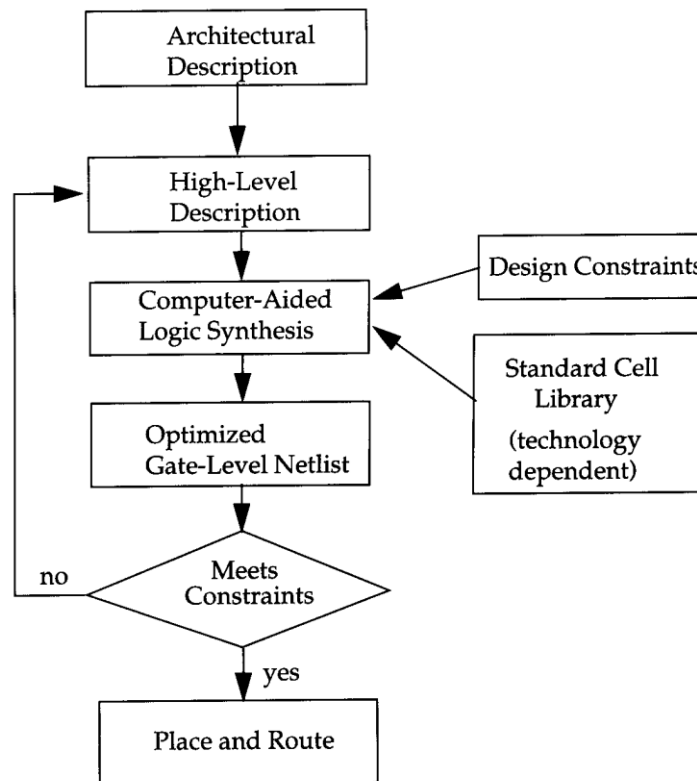 Architectural
Description
High-Level
Description
Computer-Aided
Logic Synthesis
Design Constraints
Standard Cell
Library
(technology
dependent)
Optimized
Gate-Level Netlist
Meets
Constraints
no
yes
Place and Route